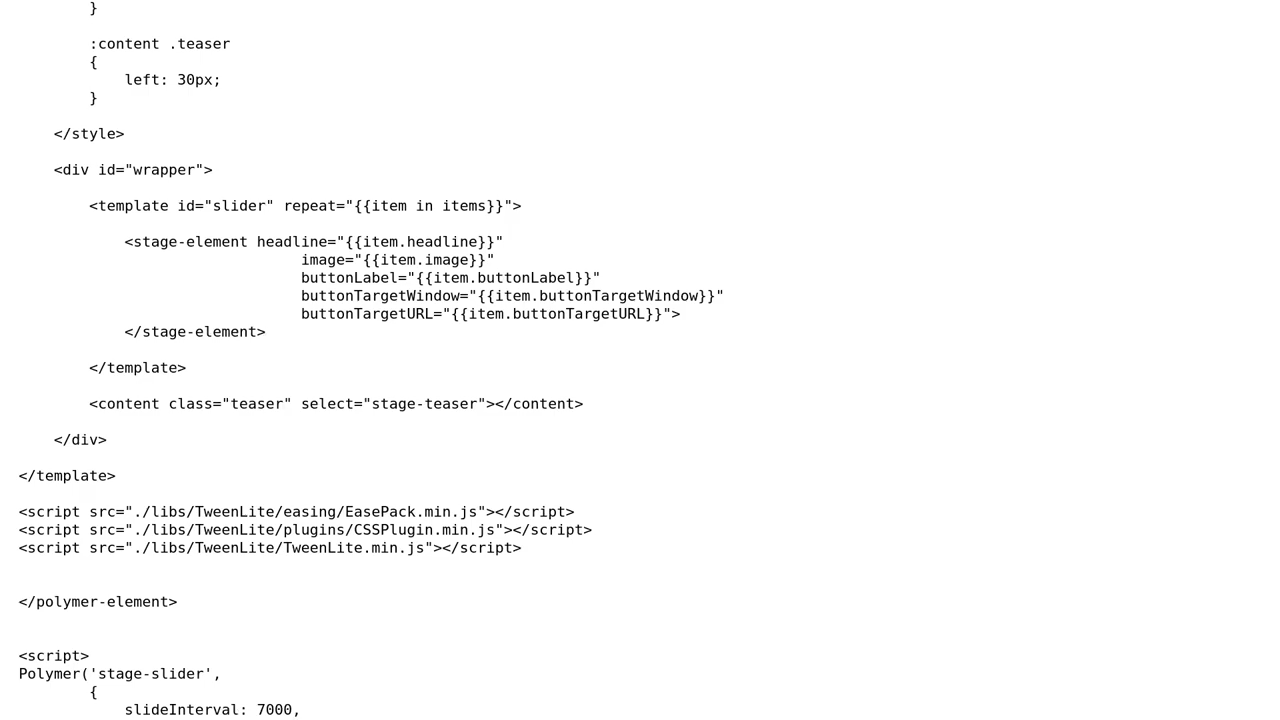 }

        :content .teaser
        {
            left: 30px;
        }

    </style>

    <div id="wrapper">

        <template id="slider" repeat="{{item in items}}">

            <stage-element headline="{{item.headline}}"
                                image="{{item.image}}"
                                buttonLabel="{{item.buttonLabel}}"
                                buttonTargetWindow="{{item.buttonTargetWindow}}"
                                buttonTargetURL="{{item.buttonTargetURL}}">
            </stage-element>

        </template>

        <content class="teaser" select="stage-teaser"></content>

    </div>

</template>

<script src="./libs/TweenLite/easing/EasePack.min.js"></script>
<script src="./libs/TweenLite/plugins/CSSPlugin.min.js"></script>
<script src="./libs/TweenLite/TweenLite.min.js"></script>


</polymer-element>


<script>
Polymer('stage-slider',
        {
            slideInterval: 7000,